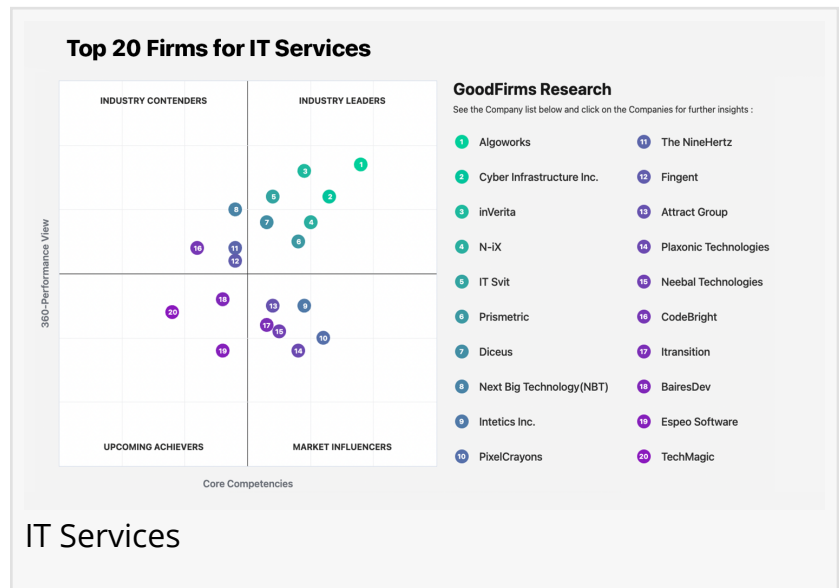 Top 20 Firms for IT Services
INDUSTRY CONTENDERS
INDUSTRY LEADERS
1
3
5
2
8
7
4
6
16
11
12
360-Performance View
18
20
13
9
17
15
10
19
14
UPCOMING ACHIEVERS
MARKET INFLUENCERS
Core Competencies
GoodFirms Research
See the Company list below and click on the Companies for further insights :
1 Algoworks
2 Cyber Infrastructure Inc.
3 inVerita
4 N-iX
5 IT Svit
6 Prismetric
7 Diceus
8 Next Big Technology(NBT)
9 Intetics Inc.
10 PixelCrayons
11 The NineHertz
12 Fingent
13 Attract Group
14 Plaxonic Technologies
15 Neebal Technologies
16 CodeBright
17 Itransition
18 BairesDev
19 Espeo Software
20 TechMagic
IT Services